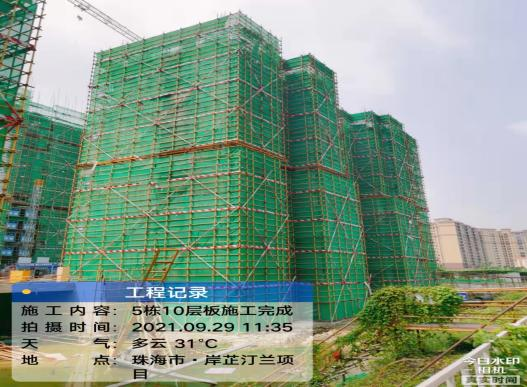 工程记录
施工内容：5栋10层板施工完成
拍摄时间：2021.09.29 11:35
天气：多云 31°C
地点：珠海市·岸芷汀兰项
目
今日水印
相机
真实时间